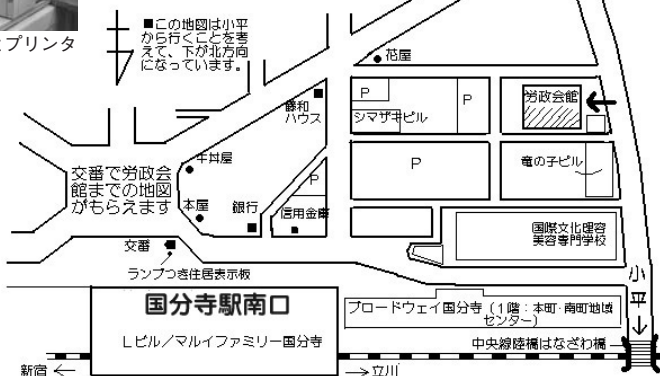 とプリンタ
■この地図は小平
から行くことを考
えて、下が北方向
になっています。
花屋
藤和
ハウス
P
シマザキビル
P
労政会館
牛丼屋
交番で労政会
館までの地図
がもらえます
P
P
竜の子ビル
本屋
銀行
信用金庫
国際文化理容
美容専門学校
交番
ランプつき住居表示板
小平
国分寺駅南口
ブロードウェイ国分寺(1階:本町・南町地域
センター)
Lビル/マルイファミリー国分寺
中央線陸橋はなざわ橋
新宿 ←
→立川